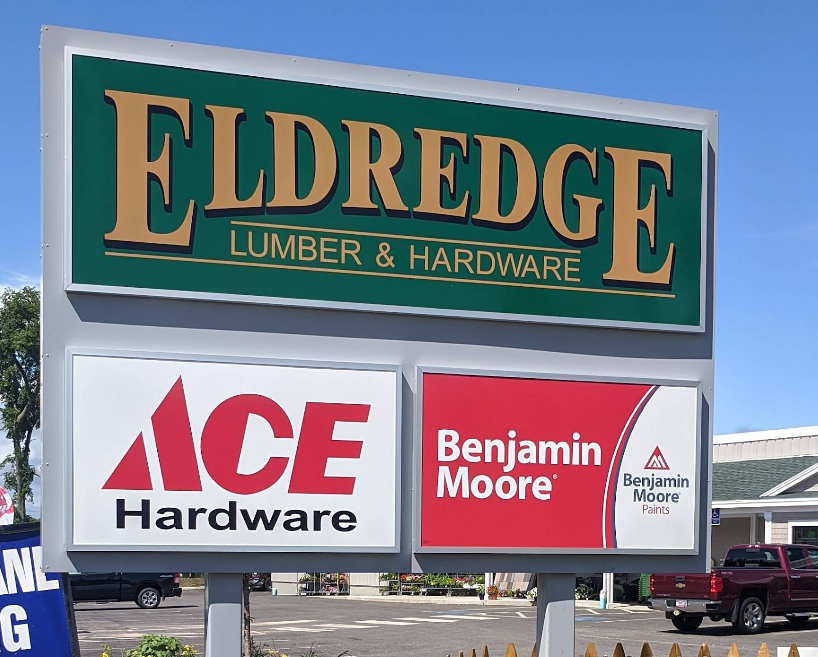 ELDREDGE
LUMBER & HARDWARE
ACE
Hardware
Benjamin
Moore®
Benjamin
Moore®
Paints